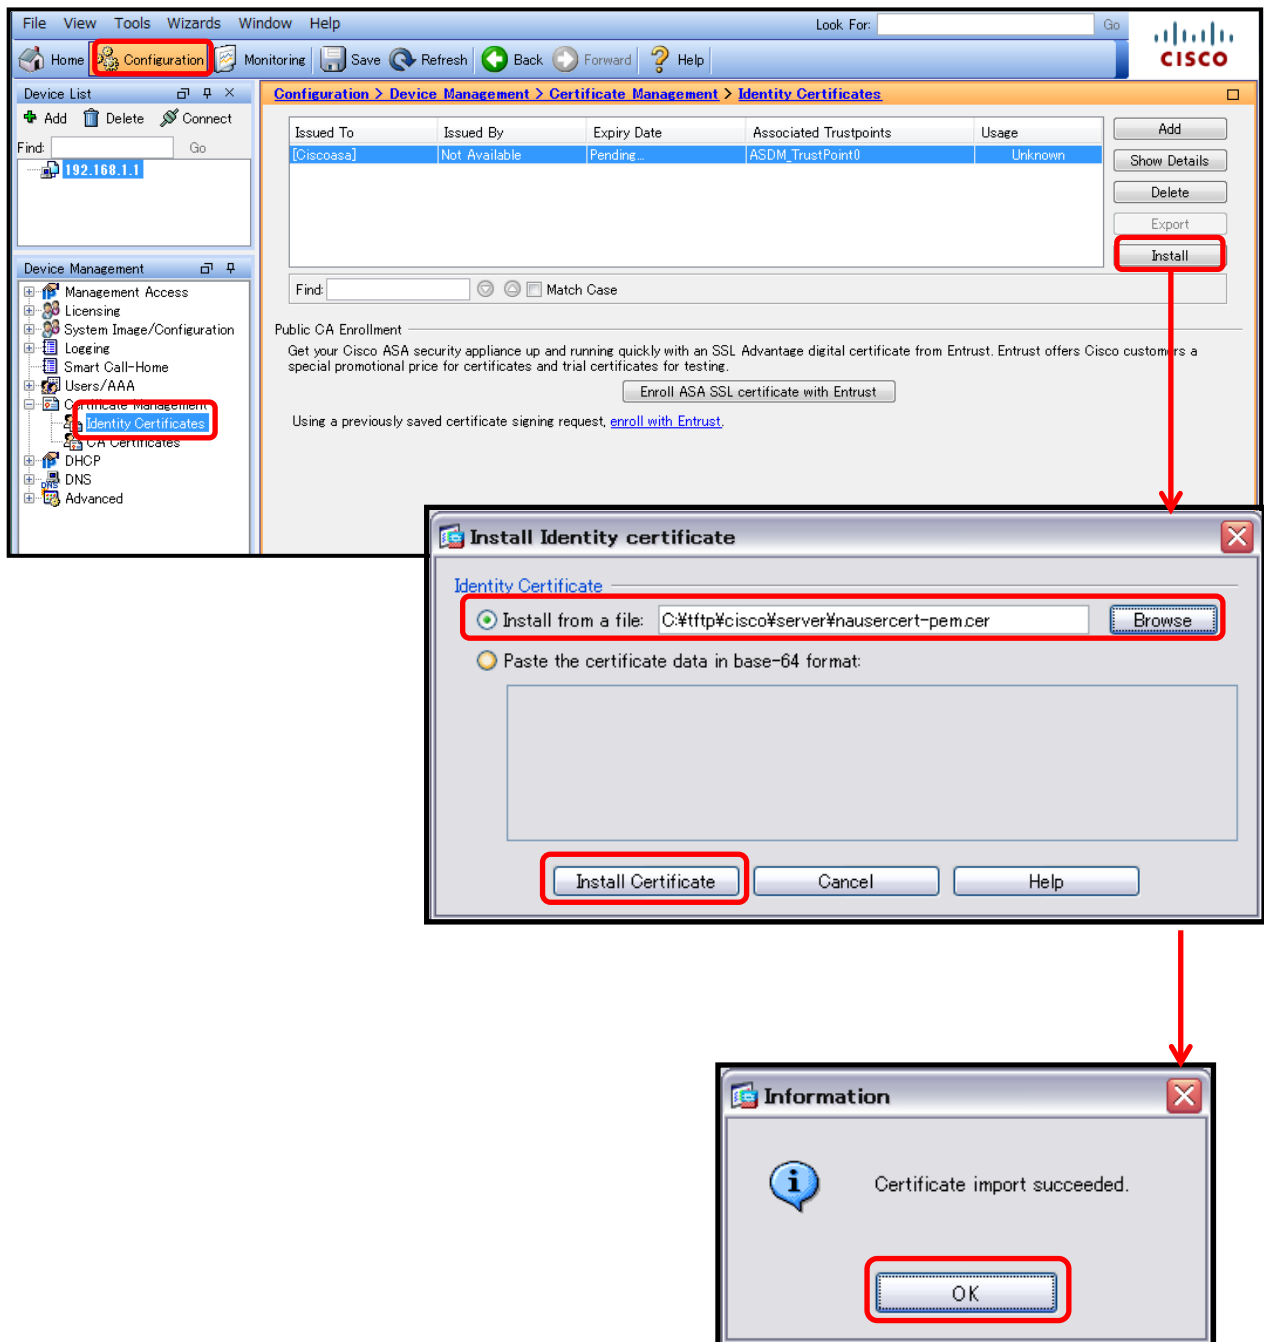 File View Tools Wizards Window Help Look For: Go
CISCO
Home Configuration Monitoring Save Refresh Back Forward Help
Device List
Add Delete Connect
Find: Go
192.168.1.1
Configuration > Device Management > Certificate Management > Identity Certificates
Issued To Issued By Expiry Date Associated Trustpoints Usage
[Ciscoasa] Not Available Pending... ASDM_TrustPoint0 Unknown
Add
Show Details
Delete
Export
Install
Find: Match Case
Device Management
Management Access
Licensing
System Image/Configuration
Logging
Smart Call-Home
Users/AAA
Certificate Management
Identity Certificates
CA Certificates
DHCP
DNS
Advanced
Public CA Enrollment
Get your Cisco ASA security appliance up and running quickly with an SSL Advantage digital certificate from Entrust. Entrust offers Cisco customers a
special promotional price for certificates and trial certificates for testing.
Enroll ASA SSL certificate with Entrust
Using a previously saved certificate signing request, enroll with Entrust.
Install Identity certificate
Identity Certificate
Install from a file: C:¥tftp¥cisco¥server¥nausercert-pem.cer Browse
Paste the certificate data in base-64 format:
Install Certificate Cancel Help
Information
Certificate import succeeded.
OK